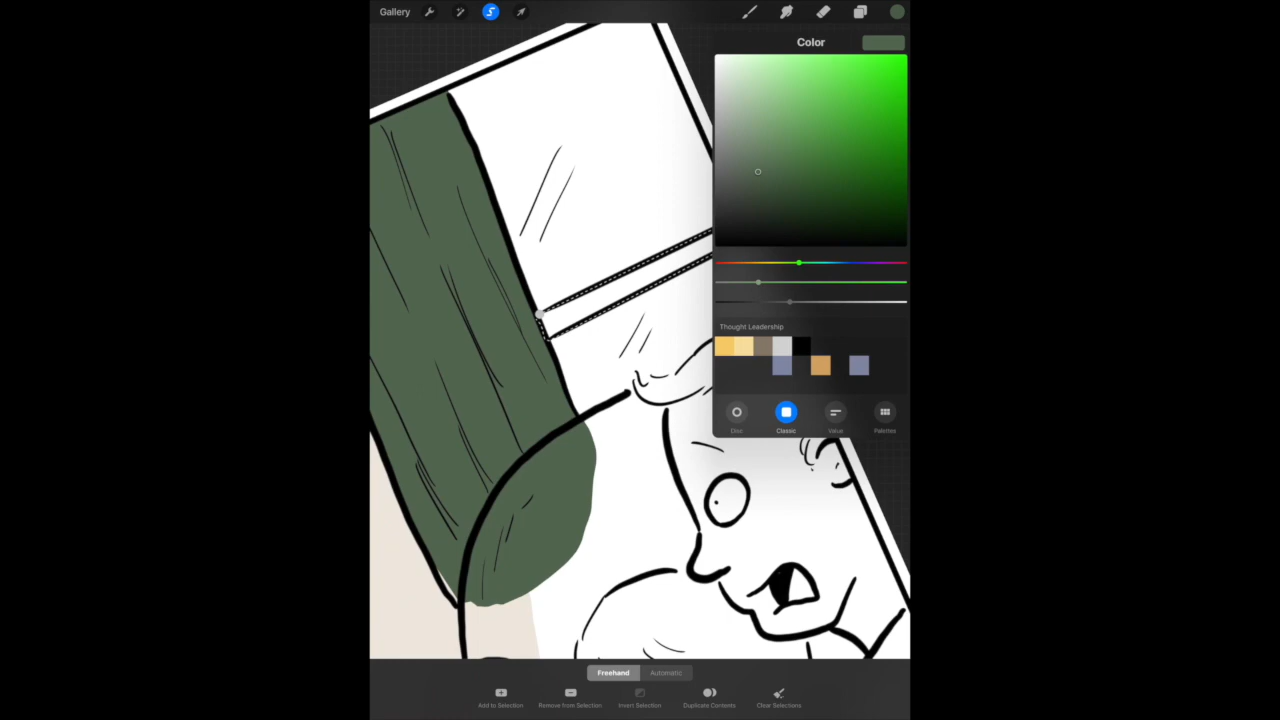 Gallery
Color
Thought Leadership
Disc
Classic
Value
Palettes
Freehand
Automatic
Add to Selection
Remove from Selection
Invert Selection
Duplicate Contents
Clear Selections